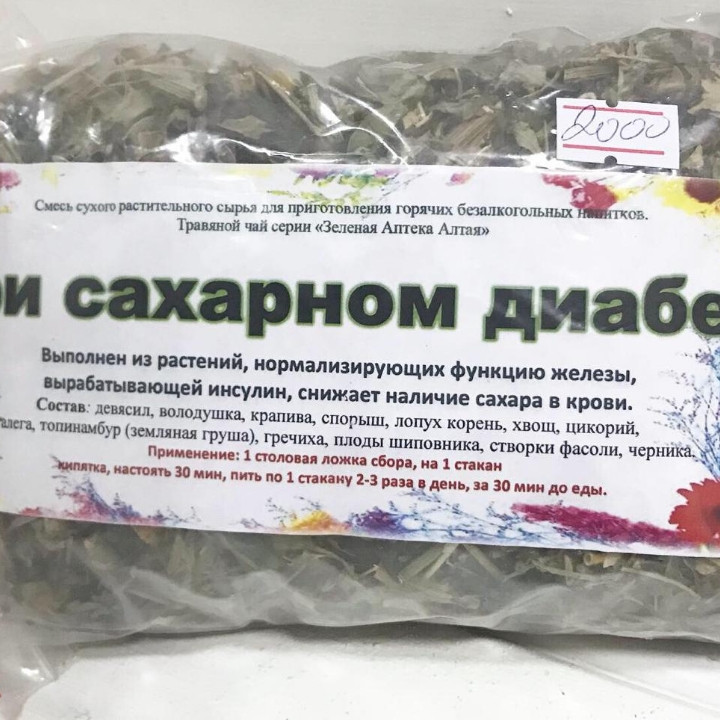 2000
Смесь сухого растительного сырья для приготовления горячих безалкогольных напитков.
Травяной чай серии «Зеленая Аптека Алтая»
ри сахарном диабе
Выполнен из растений, нормализирующих функцию железы,
вырабатывающей инсулин, снижает наличие сахара в крови.
Состав: девясил, володушка, крапива, спорыш, лопух корень, хвощ, цикорий,
галега, топинамбур (земляная груша), гречиха, плоды шиповника, створки фасоли, черника.
Применение: 1 столовая ложка сбора, на 1 стакан
кипятка, настоять 30 мин, пить по 1 стакану 2-3 раза в день, за 30 мин до еды.